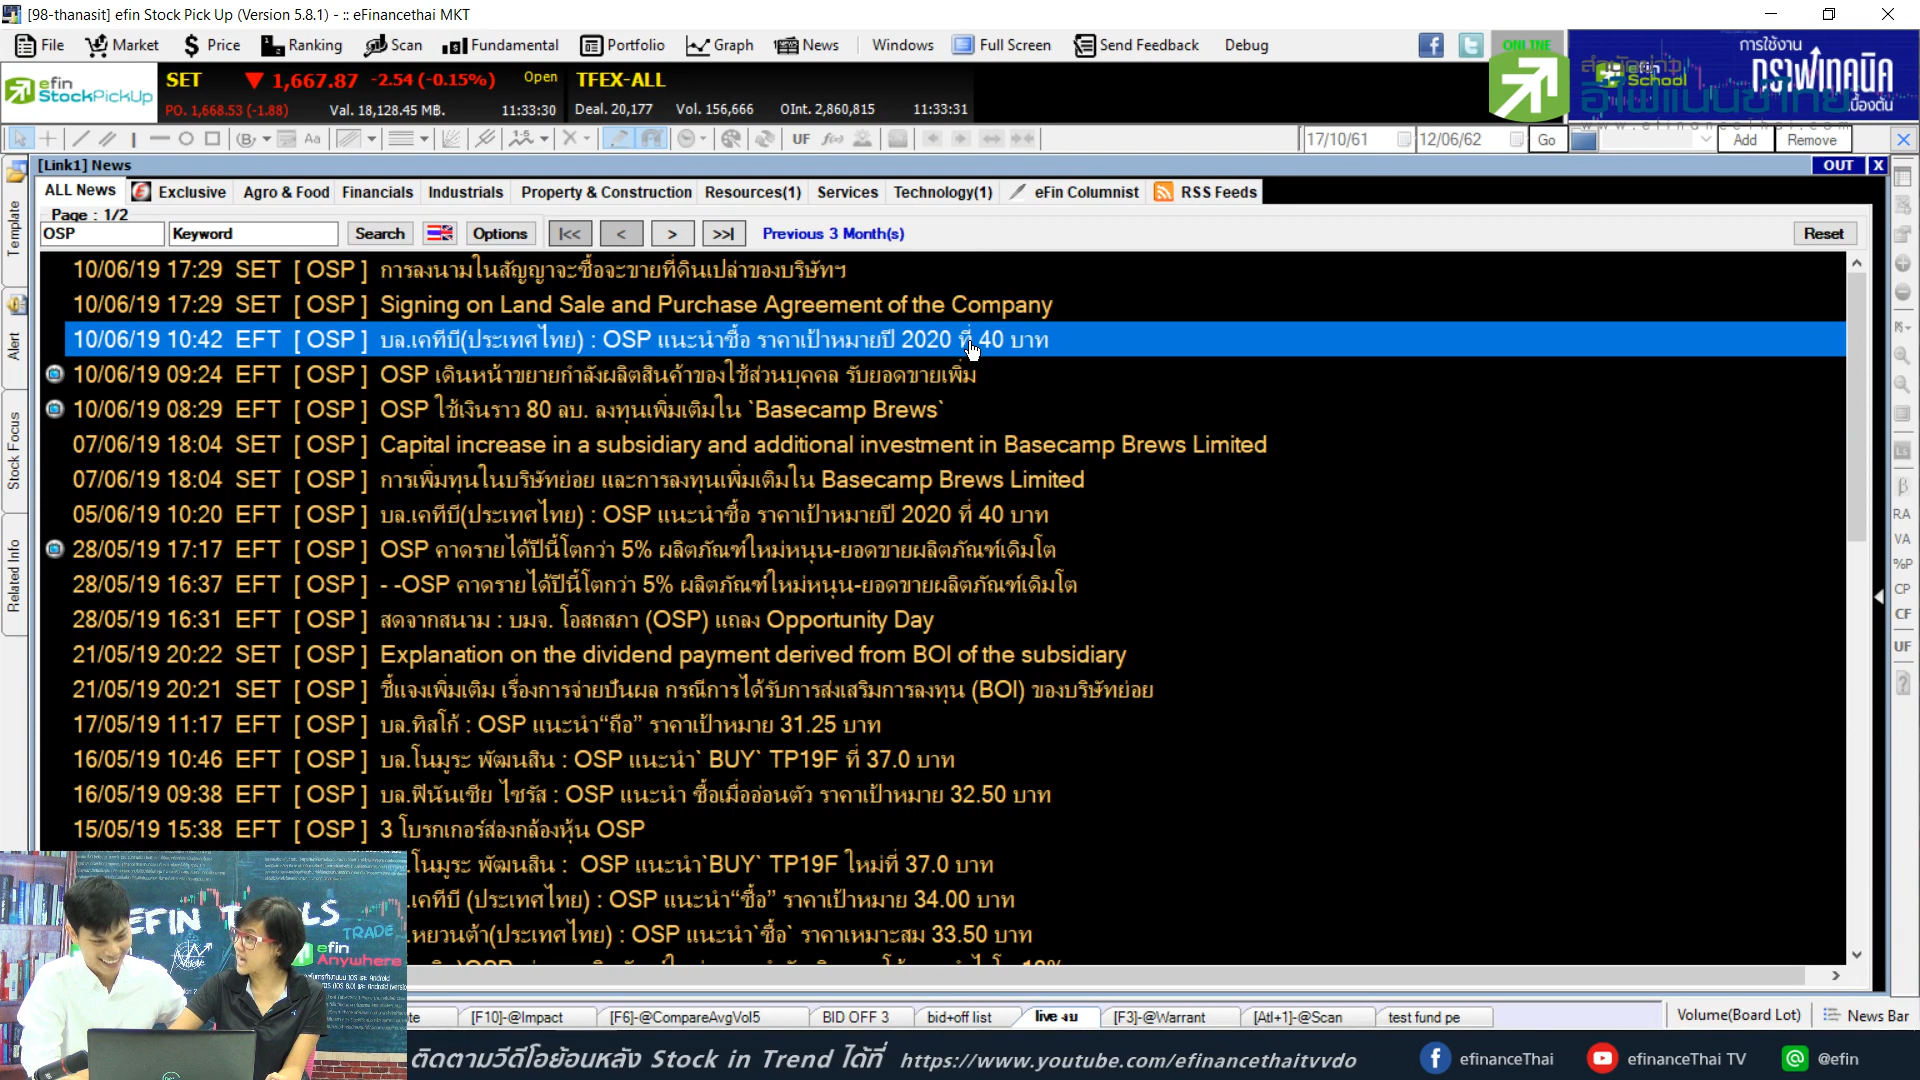 [98-thanasit] efin Stock Pick Up (Version 5.8.1) - :: eFinancethai MKT
File Market Price Ranking Scan Fundamental Portfolio Graph News Windows Full Screen Send Feedback Debug
ONLINE
efin School
การใช้งาน
กราฟเทคนิค
เบื้องต้น
efin StockPickUp
SET ▼ 1,667.87 -2.54 (-0.15%) Open
PO. 1,668.53 (-1.88) Val. 18,128.45 MB. 11:33:30
TFEX-ALL
Deal. 20,177 Vol. 156,666 OInt. 2,860,815 11:33:31
UF f(x) 17/10/61 12/06/62 Go Add Remove
[Link1] News OUT X
ALL News Exclusive Agro & Food Financials Industrials Property & Construction Resources(1) Services Technology(1) eFin Columnist RSS Feeds
Page : 1/2
OSP Keyword Search Options |<< < > >>| Previous 3 Month(s) Reset
10/06/19 17:29 SET [ OSP ] การลงนามในสัญญาจะซื้อจะขายที่ดินเปล่าของบริษัทฯ
10/06/19 17:29 SET [ OSP ] Signing on Land Sale and Purchase Agreement of the Company
10/06/19 10:42 EFT [ OSP ] บล.เคทีบี(ประเทศไทย) : OSP แนะนำซื้อ ราคาเป้าหมายปี 2020 ที่ 40 บาท
10/06/19 09:24 EFT [ OSP ] OSP เดินหน้าขยายกำลังผลิตสินค้าของใช้ส่วนบุคคล รับยอดขายเพิ่ม
10/06/19 08:29 EFT [ OSP ] OSP ใช้เงินราว 80 ลบ. ลงทุนเพิ่มเติมใน `Basecamp Brews`
07/06/19 18:04 SET [ OSP ] Capital increase in a subsidiary and additional investment in Basecamp Brews Limited
07/06/19 18:04 SET [ OSP ] การเพิ่มทุนในบริษัทย่อย และการลงทุนเพิ่มเติมใน Basecamp Brews Limited
05/06/19 10:20 EFT [ OSP ] บล.เคทีบี(ประเทศไทย) : OSP แนะนำซื้อ ราคาเป้าหมายปี 2020 ที่ 40 บาท
28/05/19 17:17 EFT [ OSP ] OSP คาดรายได้ปีนี้โตกว่า 5% ผลิตภัณฑ์ใหม่หนุน-ยอดขายผลิตภัณฑ์เดิมโต
28/05/19 16:37 EFT [ OSP ] - -OSP คาดรายได้ปีนี้โตกว่า 5% ผลิตภัณฑ์ใหม่หนุน-ยอดขายผลิตภัณฑ์เดิมโต
28/05/19 16:31 EFT [ OSP ] สดจากสนาม : บมจ. โอสถสภา (OSP) แถลง Opportunity Day
21/05/19 20:22 SET [ OSP ] Explanation on the dividend payment derived from BOI of the subsidiary
21/05/19 20:21 SET [ OSP ] ชี้แจงเพิ่มเติม เรื่องการจ่ายปันผล กรณีการได้รับการส่งเสริมการลงทุน (BOI) ของบริษัทย่อย
17/05/19 11:17 EFT [ OSP ] บล.ทิสโก้ : OSP แนะนำ“ถือ” ราคาเป้าหมาย 31.25 บาท
16/05/19 10:46 EFT [ OSP ] บล.โนมูระ พัฒนสิน : OSP แนะนำ` BUY` TP19F ที่ 37.0 บาท
16/05/19 09:38 EFT [ OSP ] บล.ฟินันเซีย ไซรัส : OSP แนะนำ ซื้อเมื่ออ่อนตัว ราคาเป้าหมาย 32.50 บาท
15/05/19 15:38 EFT [ OSP ] 3 โบรกเกอร์ส่องกล้องหุ้น OSP
.โนมูระ พัฒนสิน : OSP แนะนำ`BUY` TP19F ใหม่ที่ 37.0 บาท
.เคทีบี (ประเทศไทย) : OSP แนะนำ“ซื้อ” ราคาเป้าหมาย 34.00 บาท
.หยวนต้า(ประเทศไทย) : OSP แนะนำ`ซื้อ` ราคาเหมาะสม 33.50 บาท
Template
Alert
Stock Focus
Related Info
RA
VA
%P
CP
CF
UF
EFIN T LS
TRADE
efin
Anywhere
[F10]-@Impact [F6]-@CompareAvgVol5 BID OFF 3 bid+off list live งบ [F3]-@Warrant [Atl+1]-@Scan test fund pe Volume(Board Lot) News Bar
ติดตามวีดีโอย้อนหลัง Stock in Trend ได้ที่ https://www.youtube.com/efinancethaitvvdo efinanceThai efinanceThai TV @efin